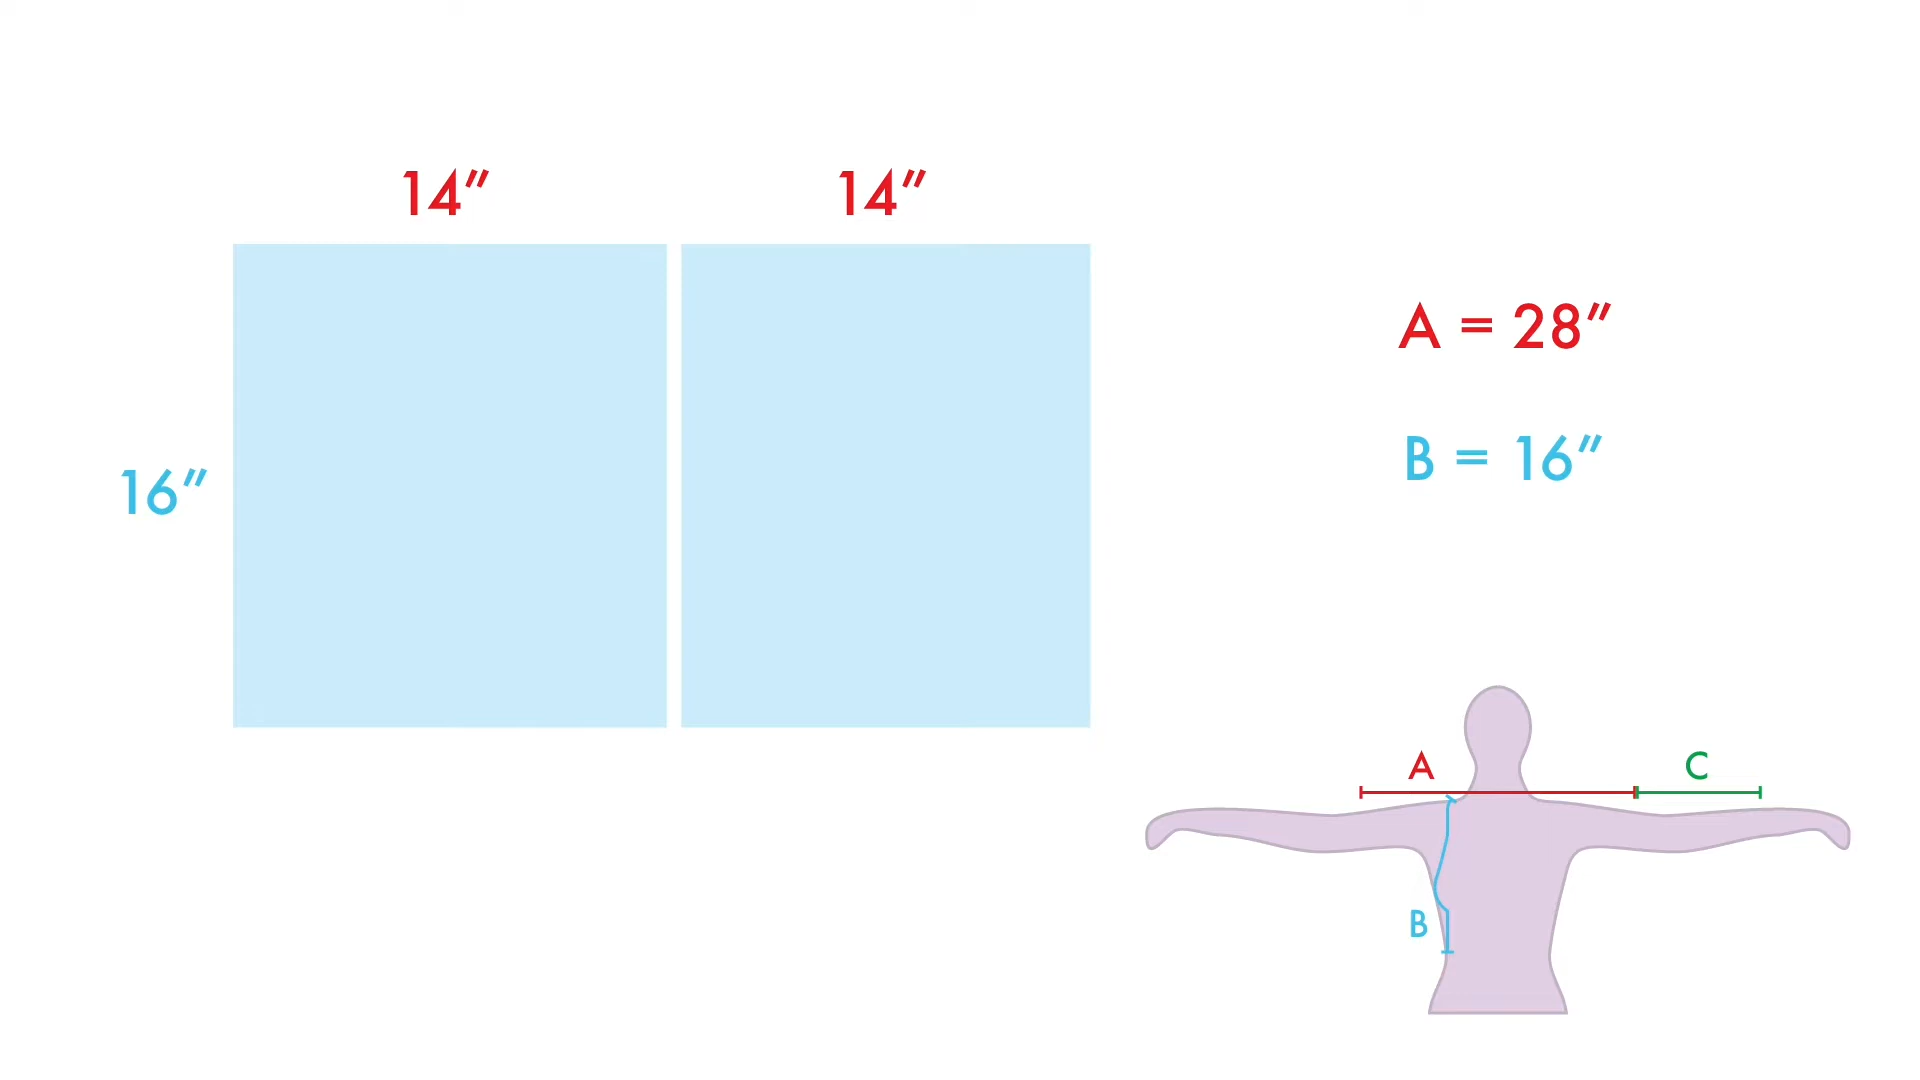 14″ 14″
16″
A = 28″
B = 16″
A
C
B